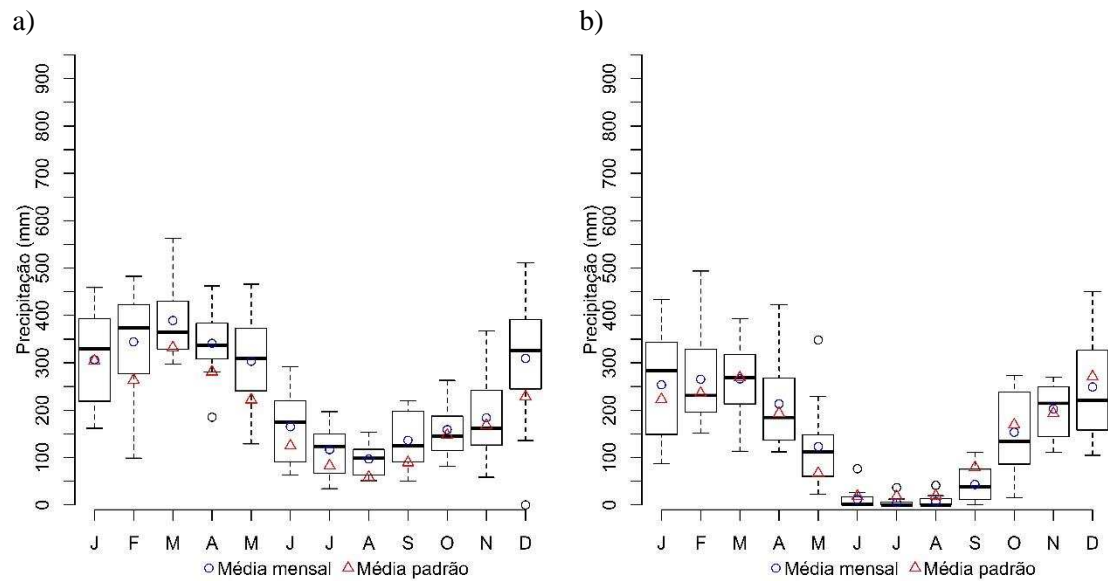 a)
b)
Precipitação (mm)
0 100 200 300 400 500 600 700 800 900
J F M A M J J A S O N D
Média mensal Média padrão
Precipitação (mm)
0 100 200 300 400 500 600 700 800 900
J F M A M J J A S O N D
Média mensal Média padrão